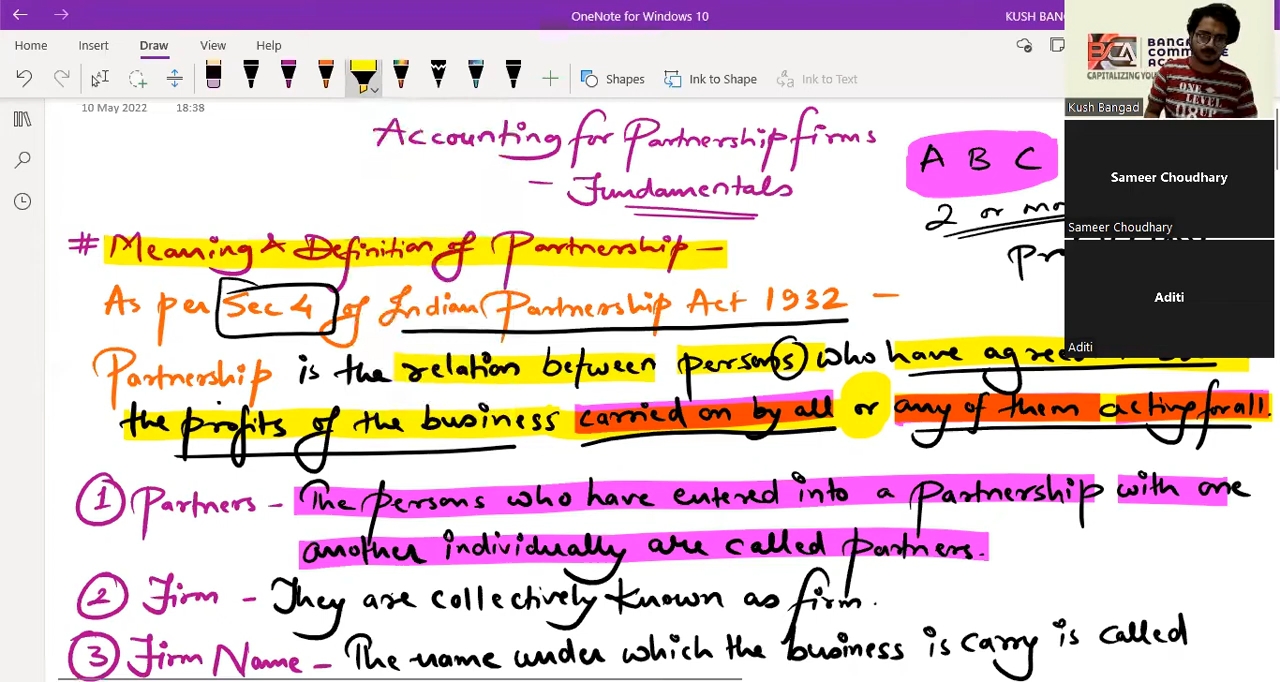 OneNote for Windows 10
KUSH BANGA
Home Insert Draw View Help
Shapes Ink to Shape Ink to Text
10 May 2022 18:38
BCA
CAPITALIZING
Kush Bangad
Accounting for Partnership firms
- Fundamentals
A B C
2 or
Sameer Choudhary
Sameer Choudhary
Aditi
Aditi
# Meaning & Definition of Partnership -
As per Sec 4 of Indian Partnership Act 1932 -
Partnership is the relation between persons who have agreed
the profits of the business carried on by all or any of them acting for all.
① Partners - The persons who have entered into a partnership with one
another individually are called partners.
② Firm - They are collectively known as firm.
③ Firm Name - The name under which the business is carry is called